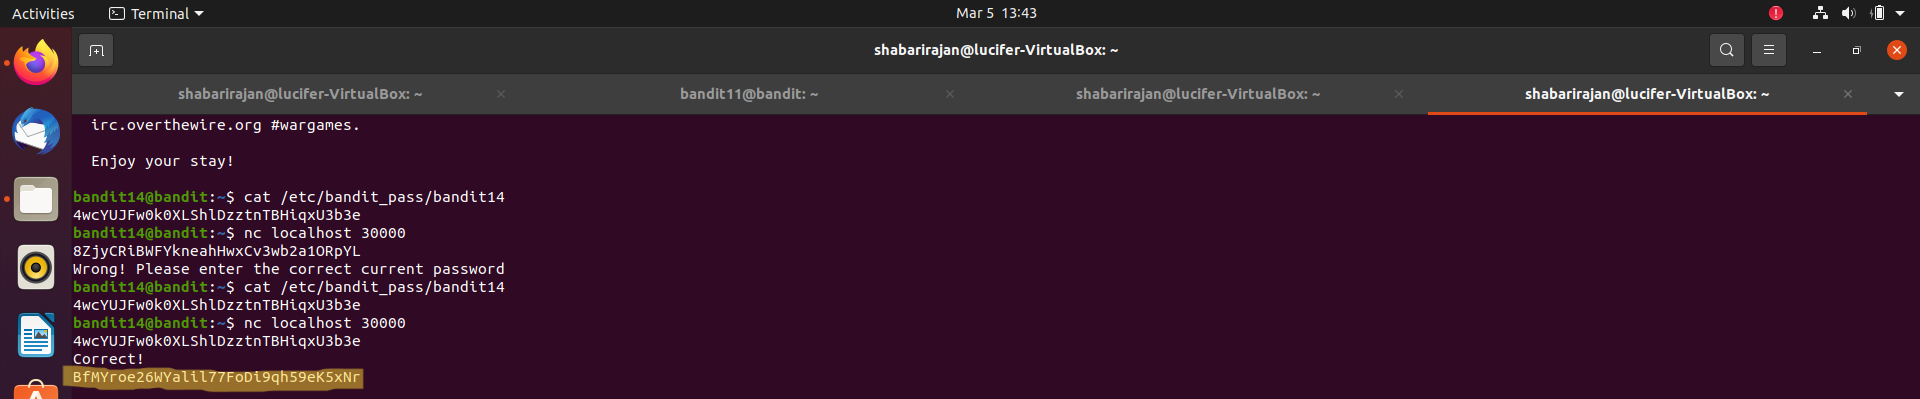 Activities Terminal Mar 5 13:43
shabarirajan@lucifer-VirtualBox: ~
shabarirajan@lucifer-VirtualBox: ~ bandit11@bandit: ~ shabarirajan@lucifer-VirtualBox: ~ shabarirajan@lucifer-VirtualBox: ~
irc.overthewire.org #wargames.
Enjoy your stay!
bandit14@bandit:~$ cat /etc/bandit_pass/bandit14
4wcYUJFw0k0XLShlDzztnTBHiqxU3b3e
bandit14@bandit:~$ nc localhost 30000
8ZjyCRiBWFYkneahHwxCv3wb2a1ORpYL
Wrong! Please enter the correct current password
bandit14@bandit:~$ cat /etc/bandit_pass/bandit14
4wcYUJFw0k0XLShlDzztnTBHiqxU3b3e
bandit14@bandit:~$ nc localhost 30000
4wcYUJFw0k0XLShlDzztnTBHiqxU3b3e
Correct!
BfMYroe26WYalil77FoDi9qh59eK5xNr